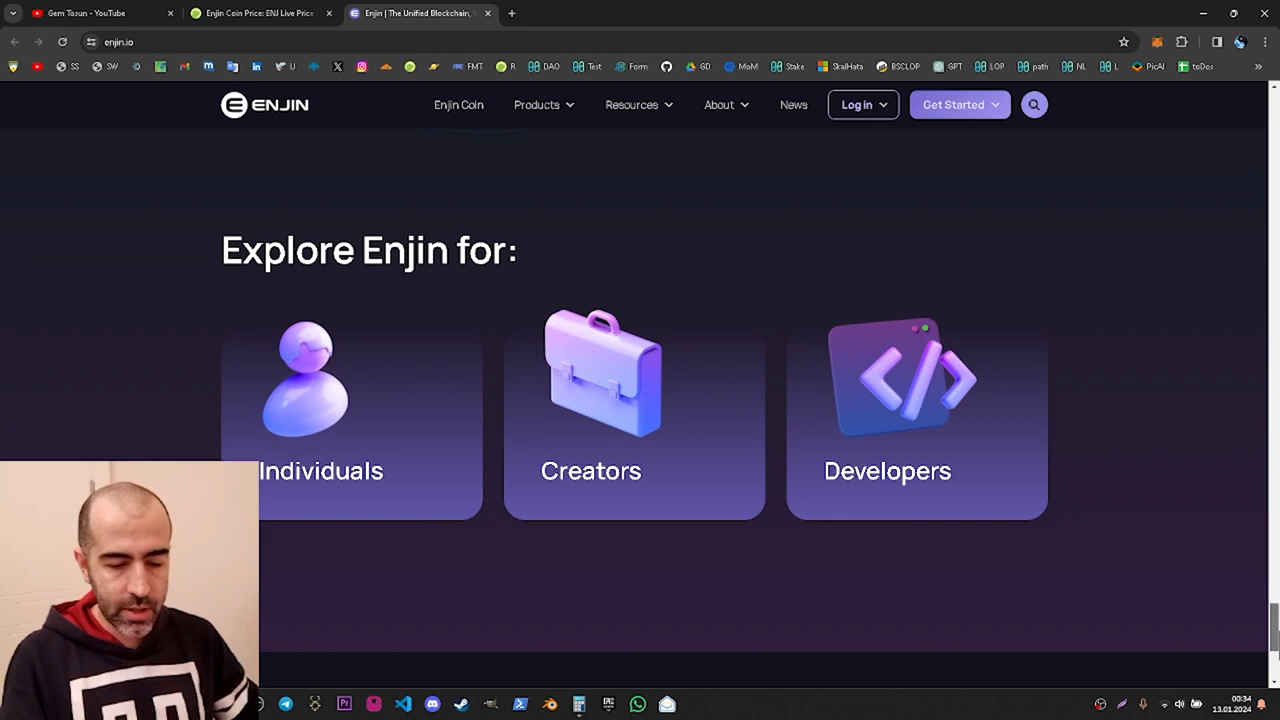 Gem Tosun - YouTube
Enjin Coin Price: ENJ Live Price
Enjin | The Unified Blockchain,
enjin.io
SS
SW
U
FMT
R
DAO
Test
Form
GD
MoM
Stake
SkalHata
BSCLOP
GPT
LOP
path
NL
L
PicAI
toDos
ENJIN
Enjin Coin
Products
Resources
About
News
Log in
Get Started
Explore Enjin for:
Individuals
Creators
Developers
00:34
13.01.2024